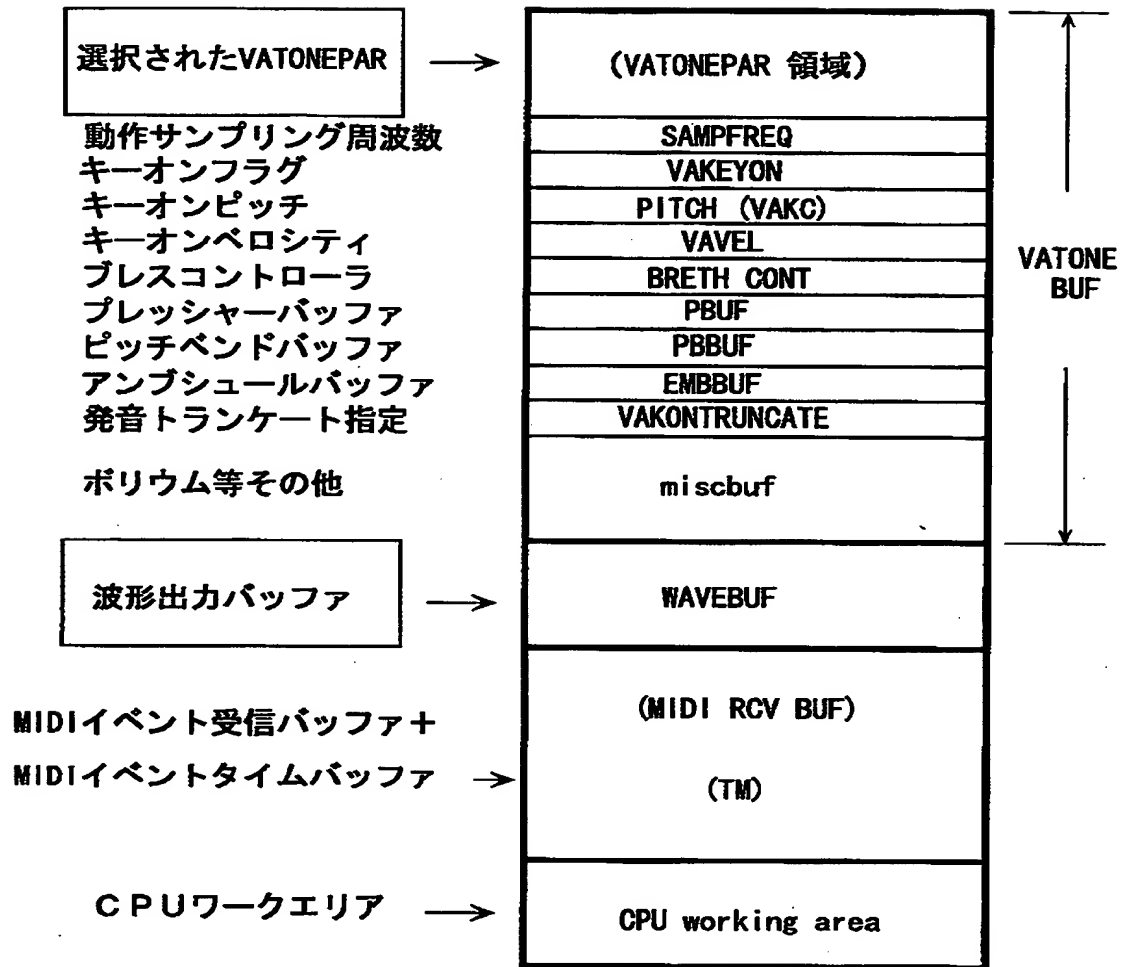 選択されたVATONEPAR
(VATONEPAR 領域)
動作サンプリング周波数
SAMPFREQ
キーオンフラグ
VAKEYON
キーオンピッチ
PITCH (VAKC)
キーオンベロシティ
VAVEL
ブレスコントローラ
BRETH CONT
プレッシャーバッファ
PBUF
ピッチベンドバッファ
PBBUF
アンブシュールバッファ
EMBBUF
発音トランケート指定
VAKONTRUNCATE
ボリウム等その他
miscbuf
VATONE
BUF
波形出力バッファ
WAVEBUF
MIDIイベント受信バッファ+
(MIDI RCV BUF)
MIDIイベントタイムバッファ
(TM)
CPUワークエリア
CPU working area